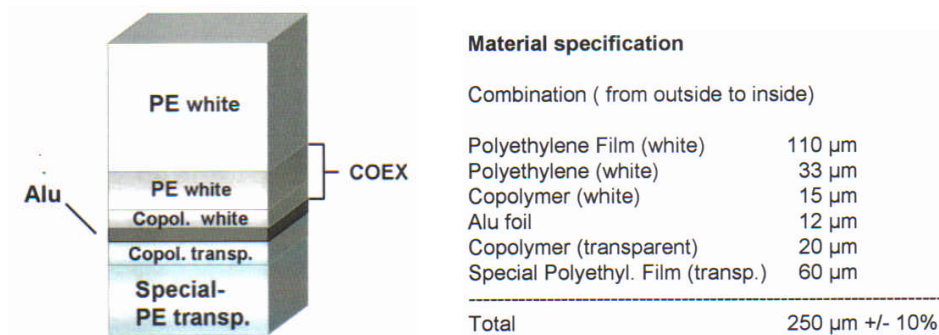 PE white
PE white
COEX
Alu
Copol. white
Copol. transp.
Special-
PE transp.
Material specification
Combination ( from outside to inside)
Polyethylene Film (white) 110 µm
Polyethylene (white) 33 µm
Copolymer (white) 15 µm
Alu foil 12 µm
Copolymer (transparent) 20 µm
Special Polyethyl. Film (transp.) 60 µm
Total 250 µm +/- 10%